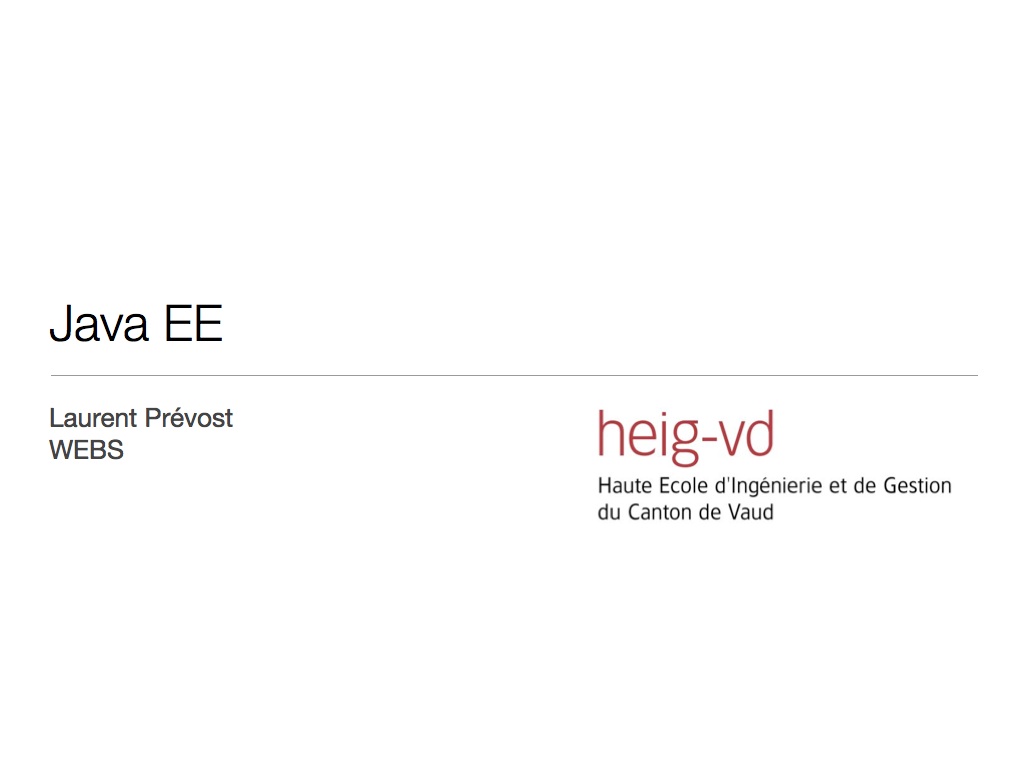 Java EE
Laurent Prévost
WEBS
heig-vd
Haute Ecole d'Ingénierie et de Gestion
du Canton de Vaud